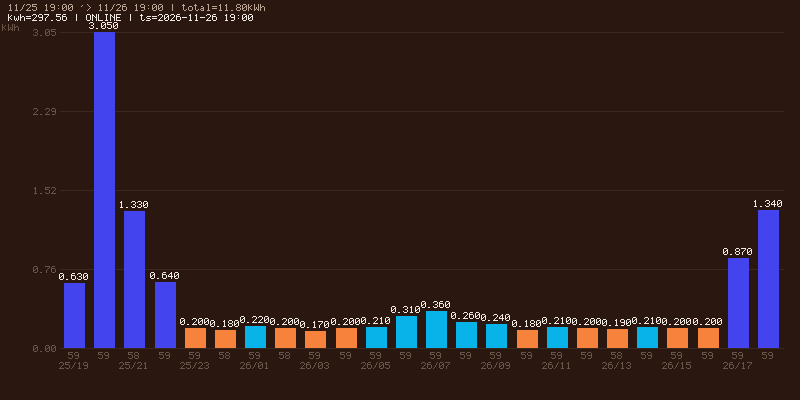 11/25 19:00 -> 11/26 19:00 | total=11.80kWh
Kwh=297.56 | ONLINE | ts=2026-11-26 19:00
kWh
3.05
2.29
1.52
0.76
0.00
0.630 3.050 1.330 0.640 0.200 0.180 0.220 0.200 0.170 0.200 0.210 0.310 0.360 0.260 0.240 0.180 0.210 0.200 0.190 0.210 0.200 0.200 0.870 1.340
59 59 58 59 59 58 59 58 59 59 59 59 59 59 59 59 59 59 58 59 59 59 59 59
25/19 25/21 25/23 26/01 26/03 26/05 26/07 26/09 26/11 26/13 26/15 26/17